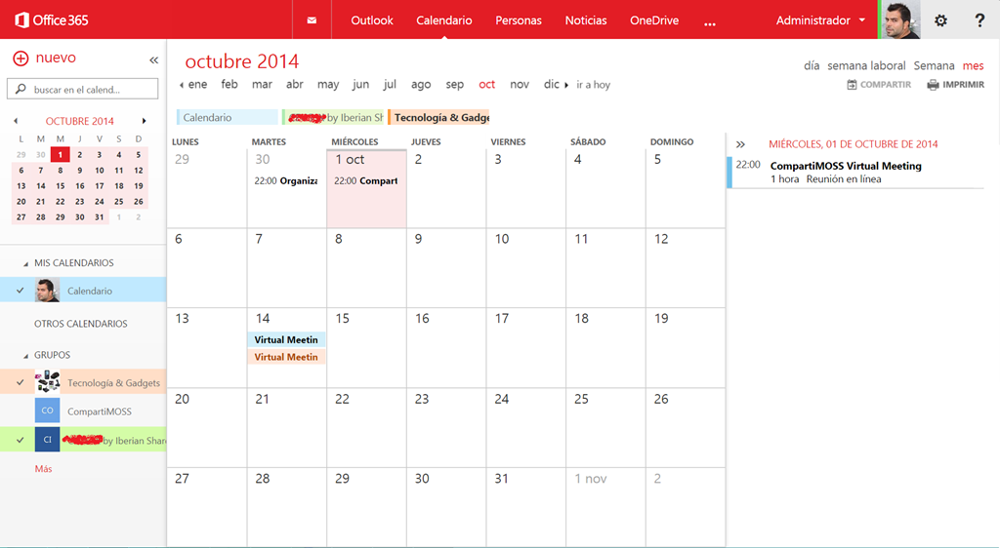 Office 365 Outlook Calendario Personas Noticias OneDrive ... Administrador ?
nuevo «
buscar en el calend...
OCTUBRE 2014
L M M J V S D
29 30 1 2 3 4 5
6 7 8 9 10 11 12
13 14 15 16 17 18 19
20 21 22 23 24 25 26
27 28 29 30 31 1 2
MIS CALENDARIOS
Calendario
OTROS CALENDARIOS
GRUPOS
Tecnología & Gadgets
CO CompartiMOSS
CI by Iberian Share
Más
octubre 2014
ene feb mar abr may jun jul ago sep oct nov dic ir a hoy
día semana laboral Semana mes
COMPARTIR IMPRIMIR
Calendario by Iberian Sh Tecnología & Gadge
LUNES MARTES MIÉRCOLES JUEVES VIERNES SÁBADO DOMINGO
29 30 1 oct 2 3 4 5
22:00 Organiza 22:00 Compart
6 7 8 9 10 11 12
13 14 15 16 17 18 19
Virtual Meetin
Virtual Meetin
20 21 22 23 24 25 26
27 28 29 30 31 1 nov 2
» MIÉRCOLES, 01 DE OCTUBRE DE 2014
22:00 CompartiMOSS Virtual Meeting
1 hora Reunión en línea